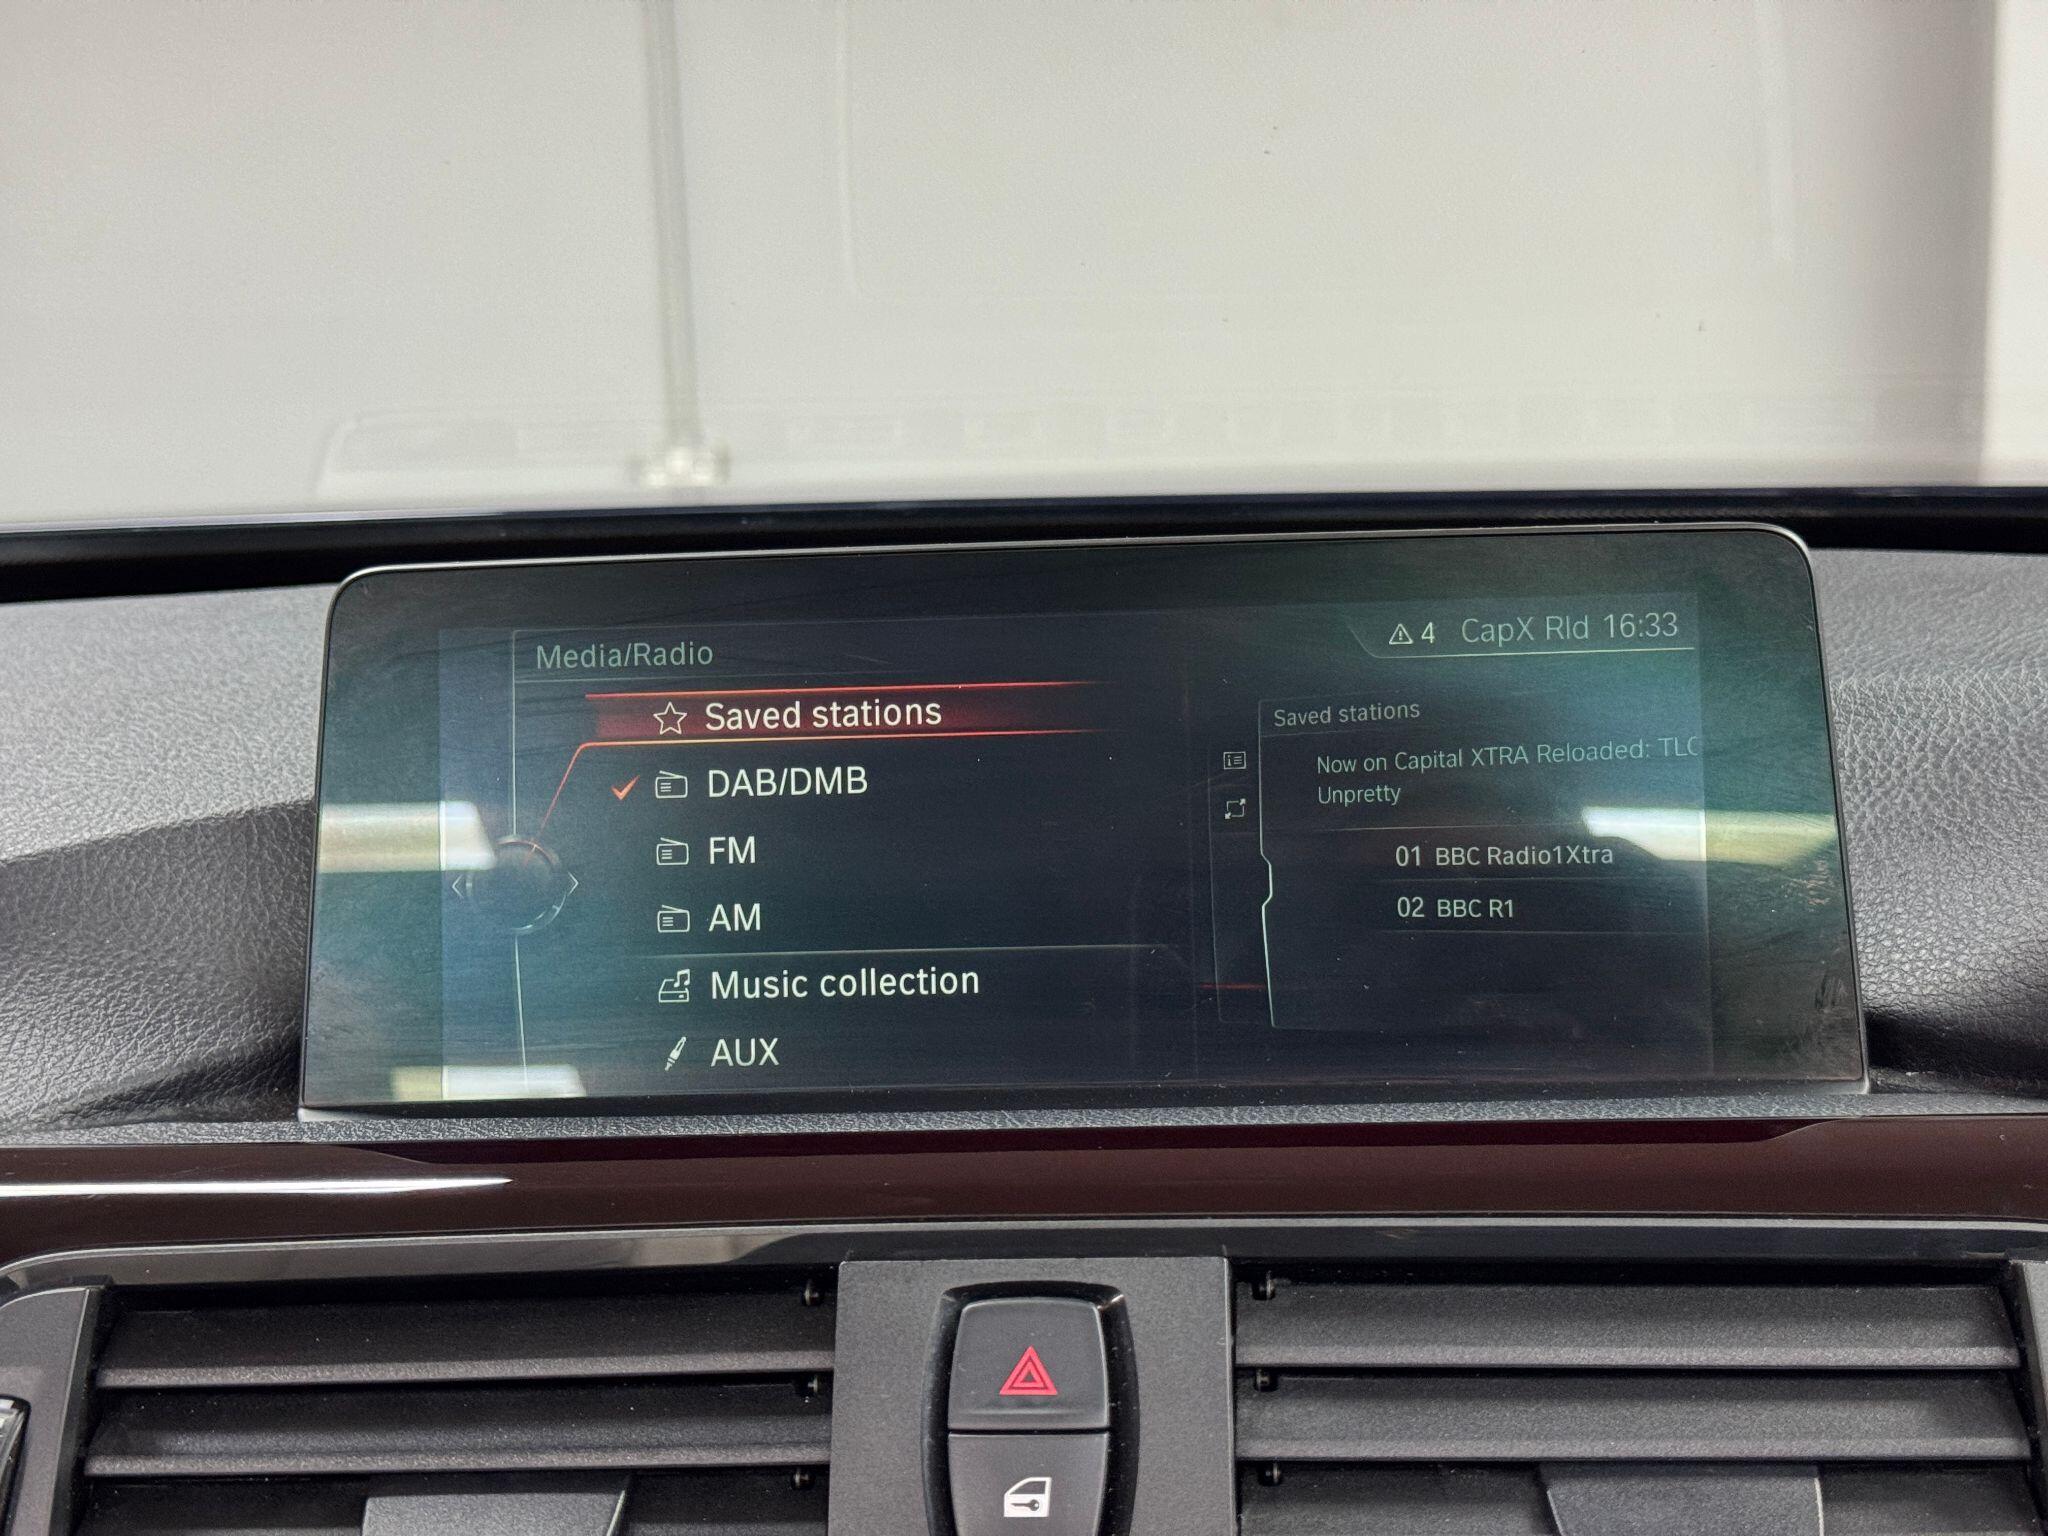 Media/Radio
4 CapX Rld 16:33
Saved stations
DAB/DMB
FM
AM
Music collection
AUX
Saved stations
Now on Capital XTRA Reloaded: TLC
Unpretty
01 BBC Radio1Xtra
02 BBC R1